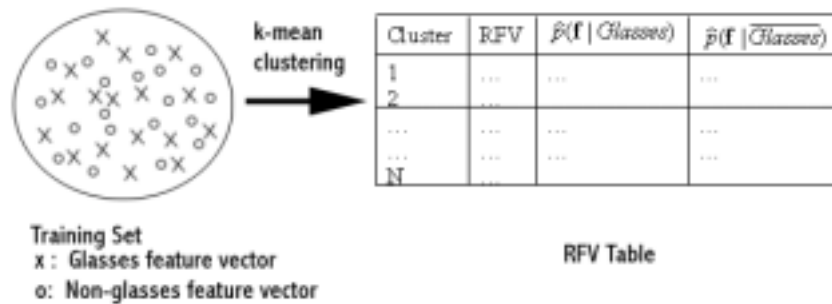 k-mean
clustering
Cluster RFV p̂(f | Glasses) p̂(f | \overline{Glasses})
1 ... ... ...
2 ...
... ... ... ...
... ... ... ...
N ...
Training Set
x : Glasses feature vector
o: Non-glasses feature vector
RFV Table